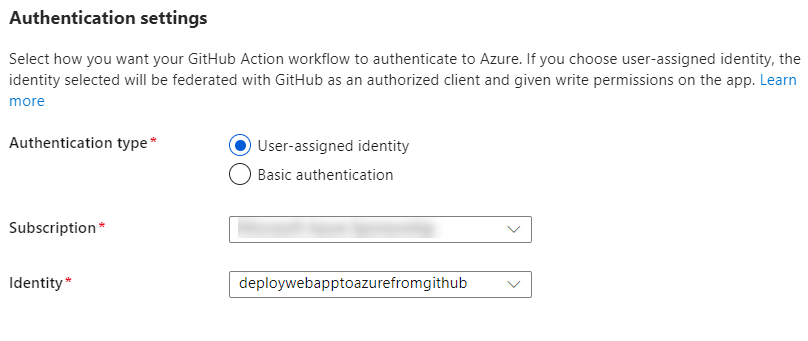 Authentication settings
Select how you want your GitHub Action workflow to authenticate to Azure. If you choose user-assigned identity, the
identity selected will be federated with GitHub as an authorized client and given write permissions on the app. Learn
more
Authentication type*
User-assigned identity
Basic authentication
Subscription*
Identity*
deploywebapptoazurefromgithub